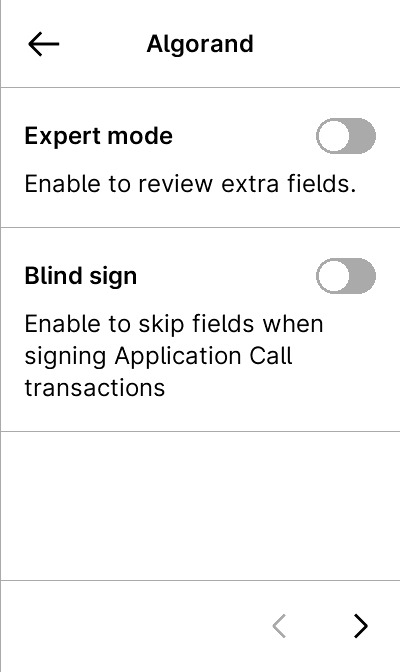 Algorand
Expert mode
Enable to review extra fields.
Blind sign
Enable to skip fields when
signing Application Call
transactions